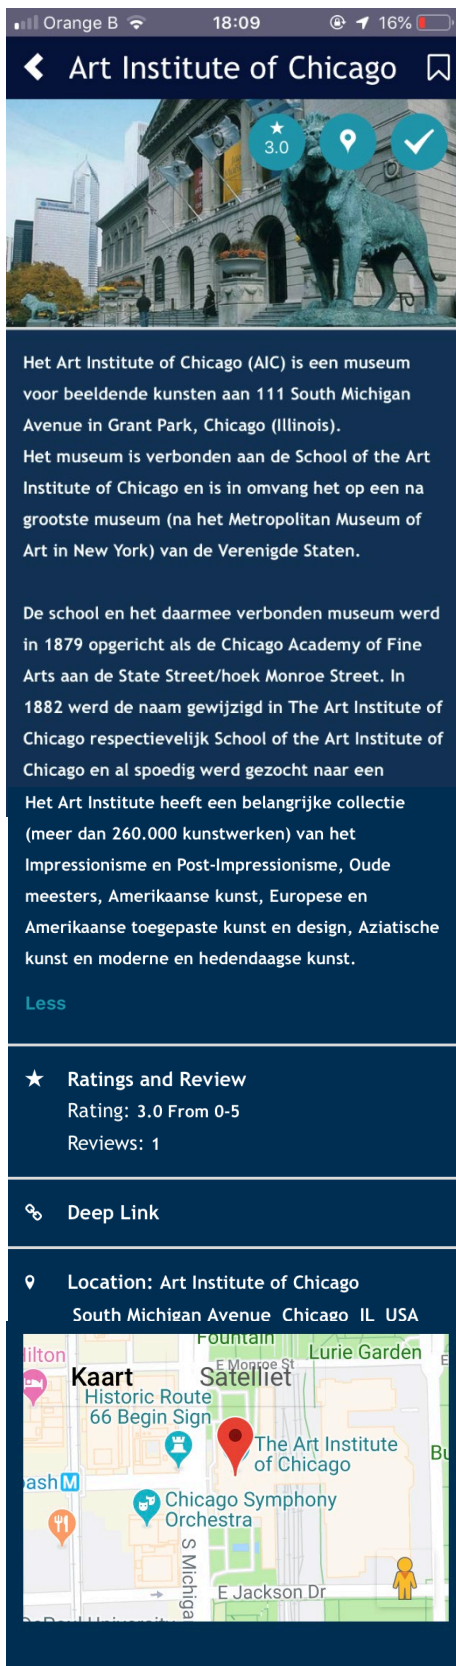 Orange B 18:09 16%
Art Institute of Chicago
3.0
Het Art Institute of Chicago (AIC) is een museum
voor beeldende kunsten aan 111 South Michigan
Avenue in Grant Park, Chicago (Illinois).
Het museum is verbonden aan de School of the Art
Institute of Chicago en is in omvang het op een na
grootste museum (na het Metropolitan Museum of
Art in New York) van de Verenigde Staten.
De school en het daarmee verbonden museum werd
in 1879 opgericht als de Chicago Academy of Fine
Arts aan de State Street/hoek Monroe Street. In
1882 werd de naam gewijzigd in The Art Institute of
Chicago respectievelijk School of the Art Institute of
Chicago en al spoedig werd gezocht naar een
Het Art Institute heeft een belangrijke collectie
(meer dan 260.000 kunstwerken) van het
Impressionisme en Post-Impressionisme, Oude
meesters, Amerikaanse kunst, Europese en
Amerikaanse toegepaste kunst en design, Aziatische
kunst en moderne en hedendaagse kunst.
Less
Ratings and Review
Rating: 3.0 From 0-5
Reviews: 1
Deep Link
Location: Art Institute of Chicago
South Michigan Avenue Chicago IL USA
Fountain
Lurie Garden
ilton
E Monroe St
E
Kaart Satelliet
Historic Route
66 Begin Sign
The Art Institute
of Chicago
Bu
ash M
Chicago Symphony
Orchestra
S Michiga
E Jackson Dr
DePaul University